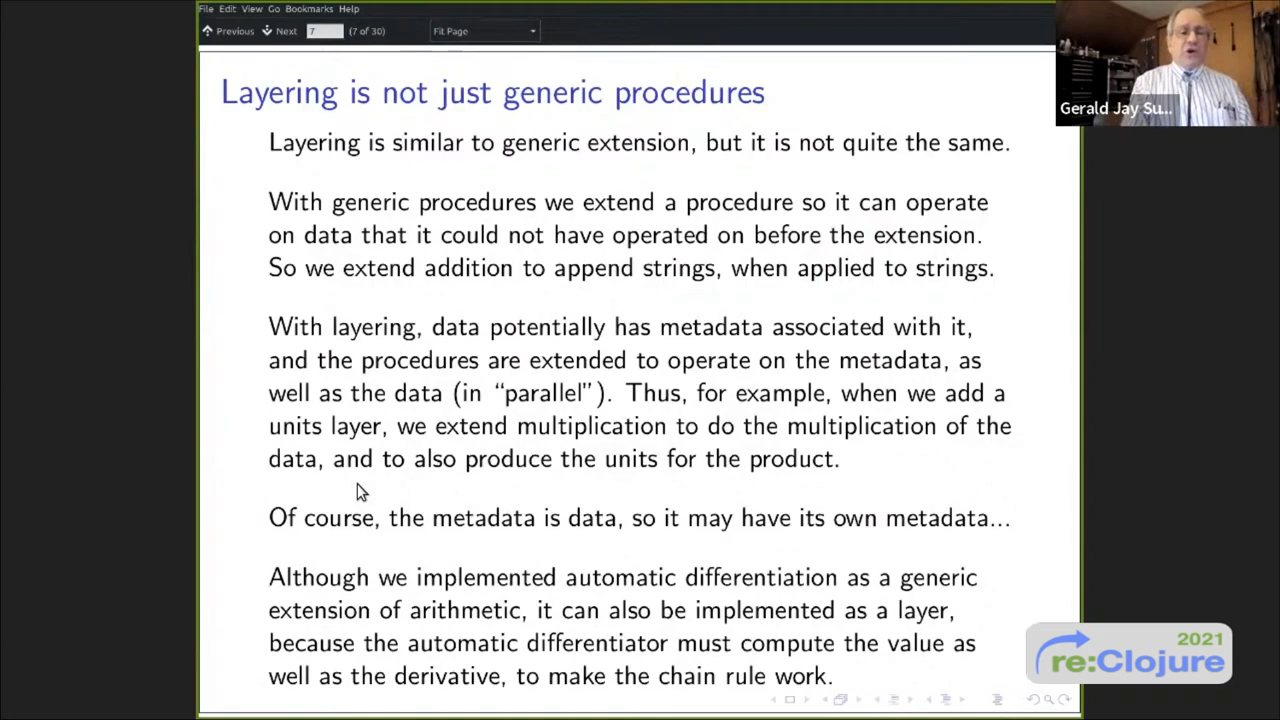 File Edit View Go Bookmarks Help
Previous Next 7 (7 of 30) Fit Page
Layering is not just generic procedures
Layering is similar to generic extension, but it is not quite the same.
With generic procedures we extend a procedure so it can operate
on data that it could not have operated on before the extension.
So we extend addition to append strings, when applied to strings.
With layering, data potentially has metadata associated with it,
and the procedures are extended to operate on the metadata, as
well as the data (in “parallel”). Thus, for example, when we add a
units layer, we extend multiplication to do the multiplication of the
data, and to also produce the units for the product.
Of course, the metadata is data, so it may have its own metadata...
Although we implemented automatic differentiation as a generic
extension of arithmetic, it can also be implemented as a layer,
because the automatic differentiator must compute the value as
well as the derivative, to make the chain rule work.
Gerald Jay Su...
2021
re:Clojure